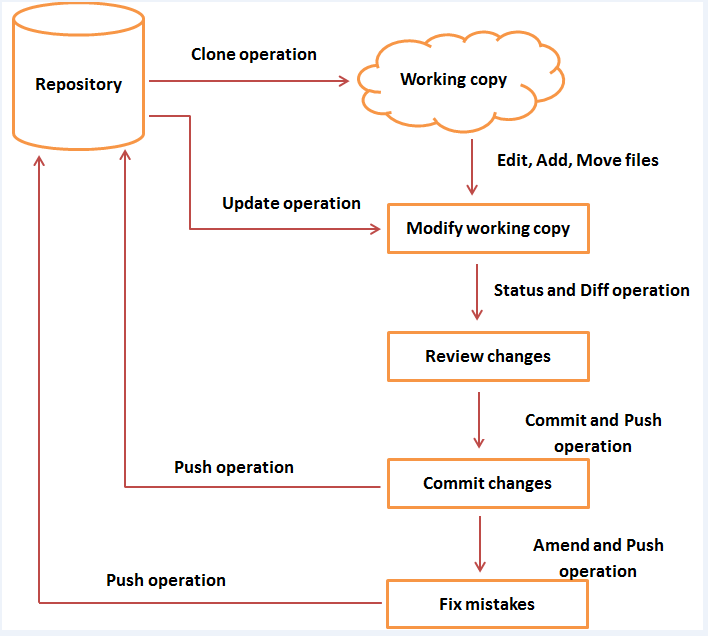 Clone operation
Repository
Working copy
Edit, Add, Move files
Update operation
Modify working copy
Status and Diff operation
Review changes
Commit and Push
operation
Push operation
Commit changes
Amend and Push
operation
Push operation
Fix mistakes